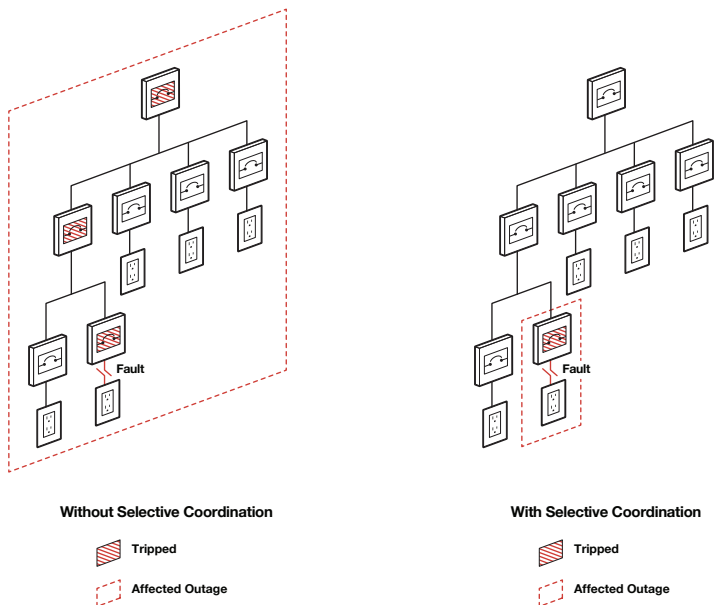 Fault
Fault
Without Selective Coordination
Tripped
Affected Outage
With Selective Coordination
Tripped
Affected Outage